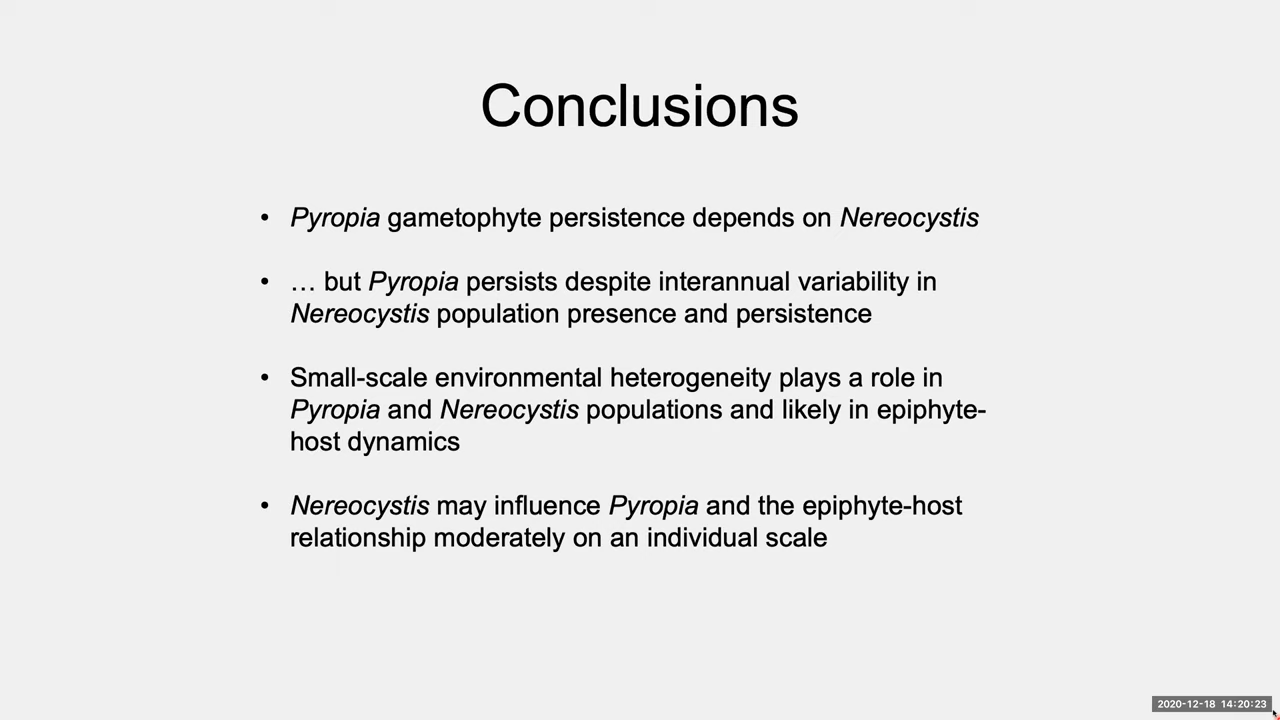 Conclusions
• Pyropia gametophyte persistence depends on Nereocystis
• … but Pyropia persists despite interannual variability in
Nereocystis population presence and persistence
• Small-scale environmental heterogeneity plays a role in
Pyropia and Nereocystis populations and likely in epiphyte-
host dynamics
• Nereocystis may influence Pyropia and the epiphyte-host
relationship moderately on an individual scale
2020-12-18 14:20:23